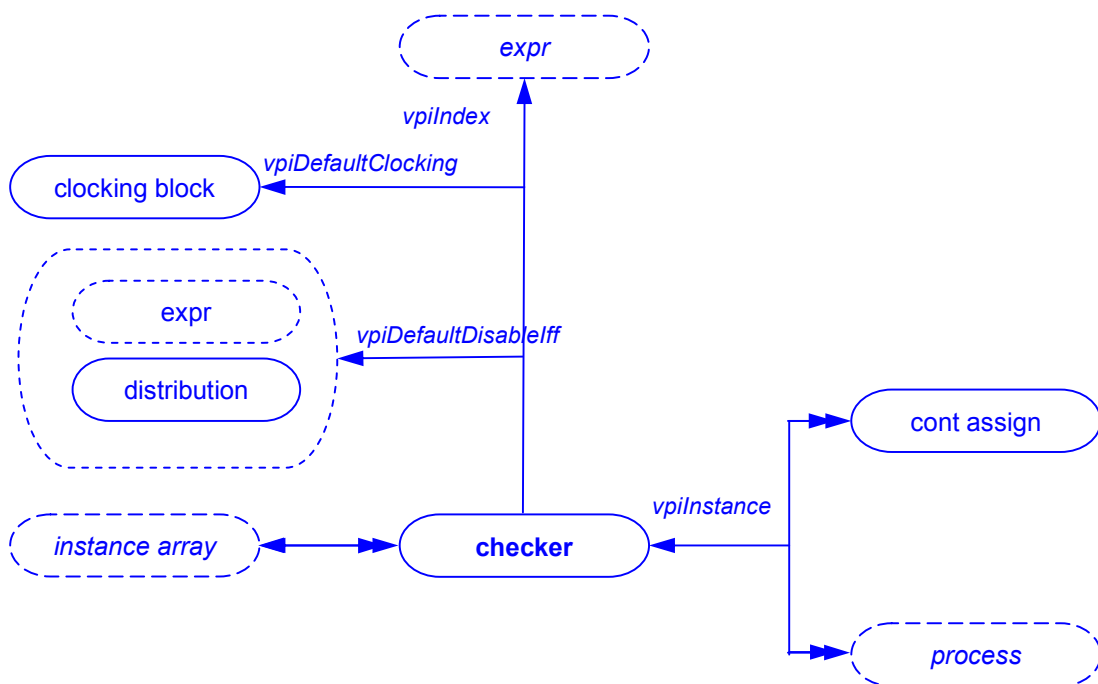 expr
vpiIndex
vpiDefaultClocking
clocking block
expr
vpiDefaultDisableIff
distribution
cont assign
vpiInstance
instance array
checker
process